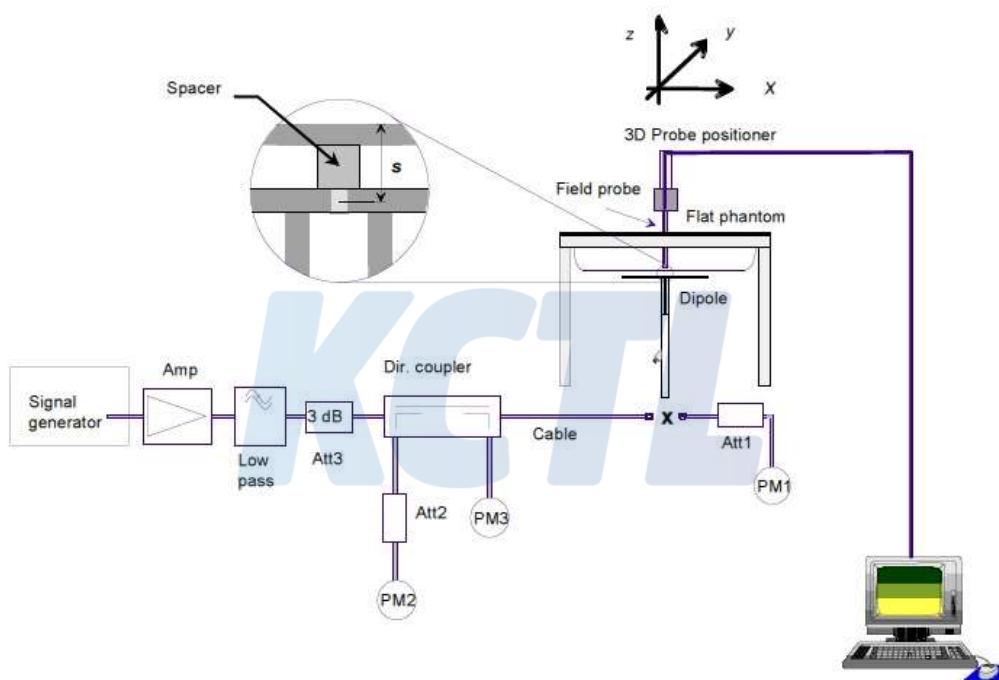 z
y
X
Spacer
3D Probe positioner
s
Field probe
Flat phantom
Dipole
KCTL
Dir. coupler
Amp
Signal
generator
3 dB
Att3
Low
pass
Cable
x
Att1
PM1
Att2
PM3
PM2